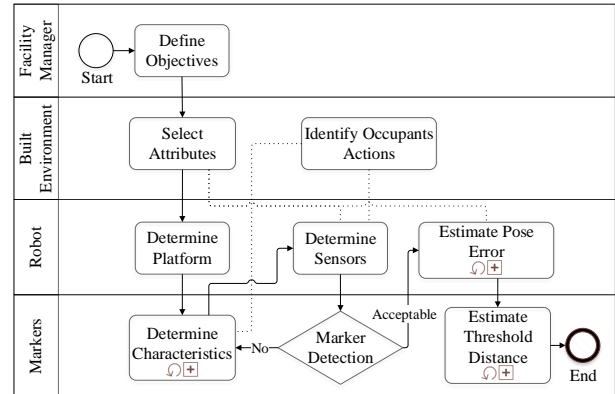 Facility
Manager
Start
Define
Objectives
Built
Environment
Select
Attributes
Identify Occupants
Actions
Robot
Determine
Platform
Determine
Sensors
Estimate Pose
Error
Markers
Determine
Characteristics
No
Marker
Detection
Acceptable
Estimate
Threshold
Distance
End